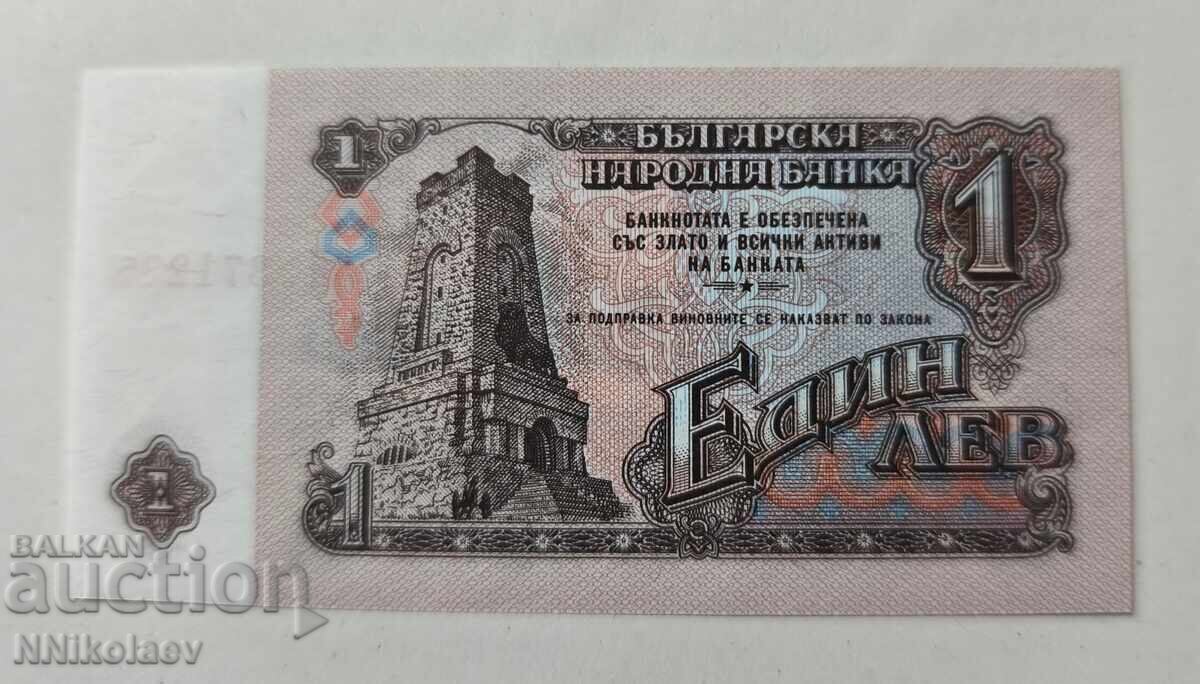 1
БЪЛГАРСКА
НАРОДНА БАНКА
1
БАНКНОТАТА Е ОБЕЗПЕЧЕНА
СЪС ЗЛАТО И ВСИЧКИ АКТИВИ
НА БАНКАТА
ЗА ПОДПРАВКА ВИНОВНИТЕ СЕ НАКАЗВАТ ПО ЗАКОНА
ЕДИН
ЛЕВ
1
1
BALKAN
auction
NNikolaev